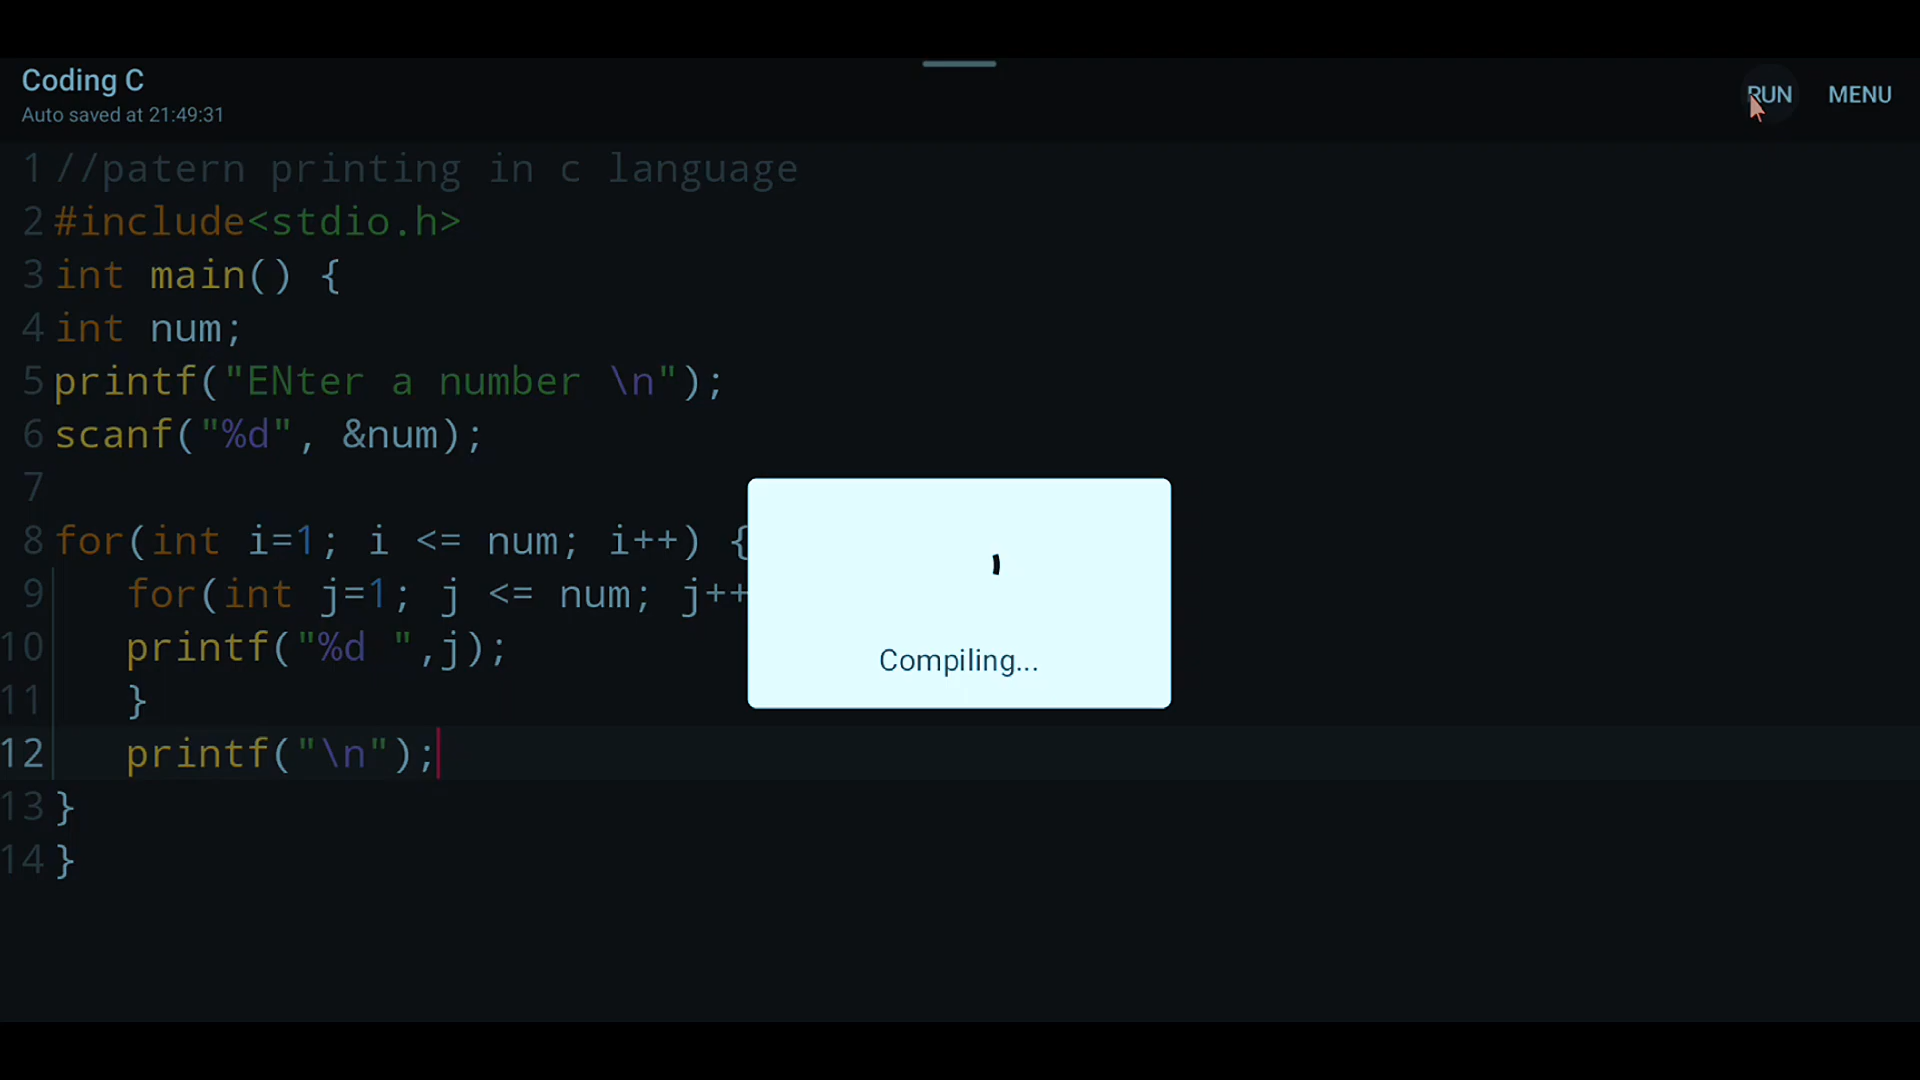 Coding C
Auto saved at 21:49:31
RUN MENU
1 //patern printing in c language
2 #include<stdio.h>
3 int main() {
4 int num;
5 printf("ENter a number \n");
6 scanf("%d", &num);
7
8 for(int i=1; i <= num; i++) {
9 for(int j=1; j <= num; j++
10 printf("%d ",j);
11 }
12 printf("\n");
13 }
14 }
Compiling...